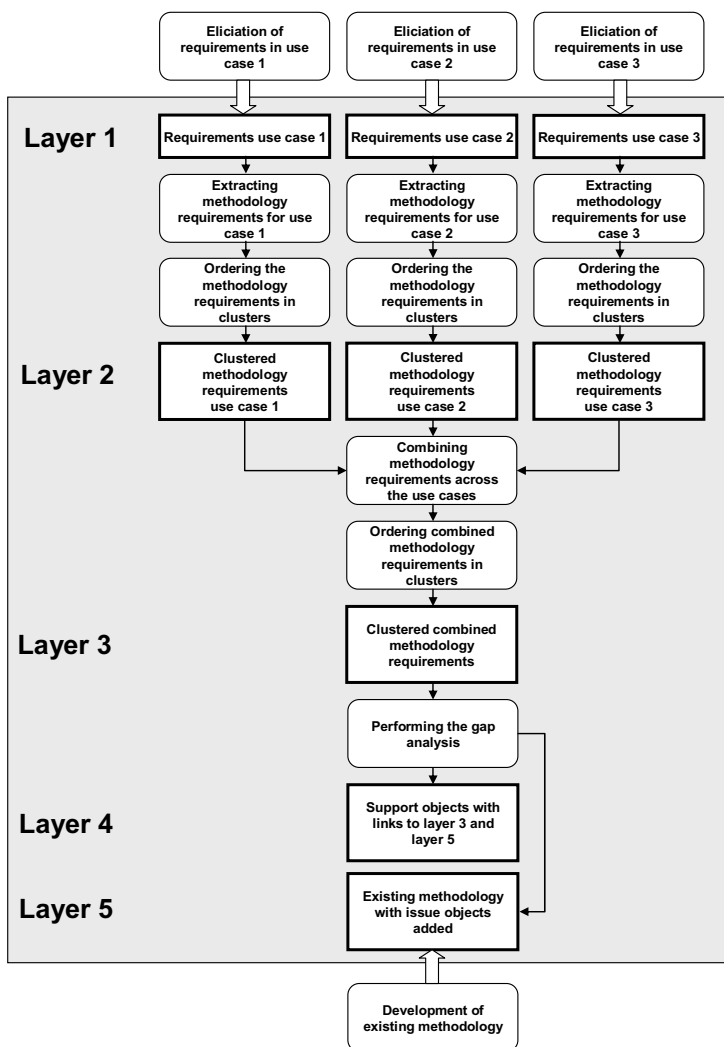 Eliciation of
requirements in use
case 1
Eliciation of
requirements in use
case 2
Eliciation of
requirements in use
case 3
Layer 1
Requirements use case 1
Requirements use case 2
Requirements use case 3
Extracting
methodology
requirements for use
case 1
Extracting
methodology
requirements for use
case 2
Extracting
methodology
requirements for use
case 3
Ordering the
methodology
requirements in
clusters
Ordering the
methodology
requirements in
clusters
Ordering the
methodology
requirements in
clusters
Layer 2
Clustered
methodology
requirements
use case 1
Clustered
methodology
requirements
use case 2
Clustered
methodology
requirements
use case 3
Combining
methodology
requirements across
the use cases
Ordering combined
methodology
requirements in
clusters
Layer 3
Clustered combined
methodology
requirements
Performing the gap
analysis
Layer 4
Support objects with
links to layer 3 and
layer 5
Layer 5
Existing methodology
with issue objects
added
Development of
existing methodology